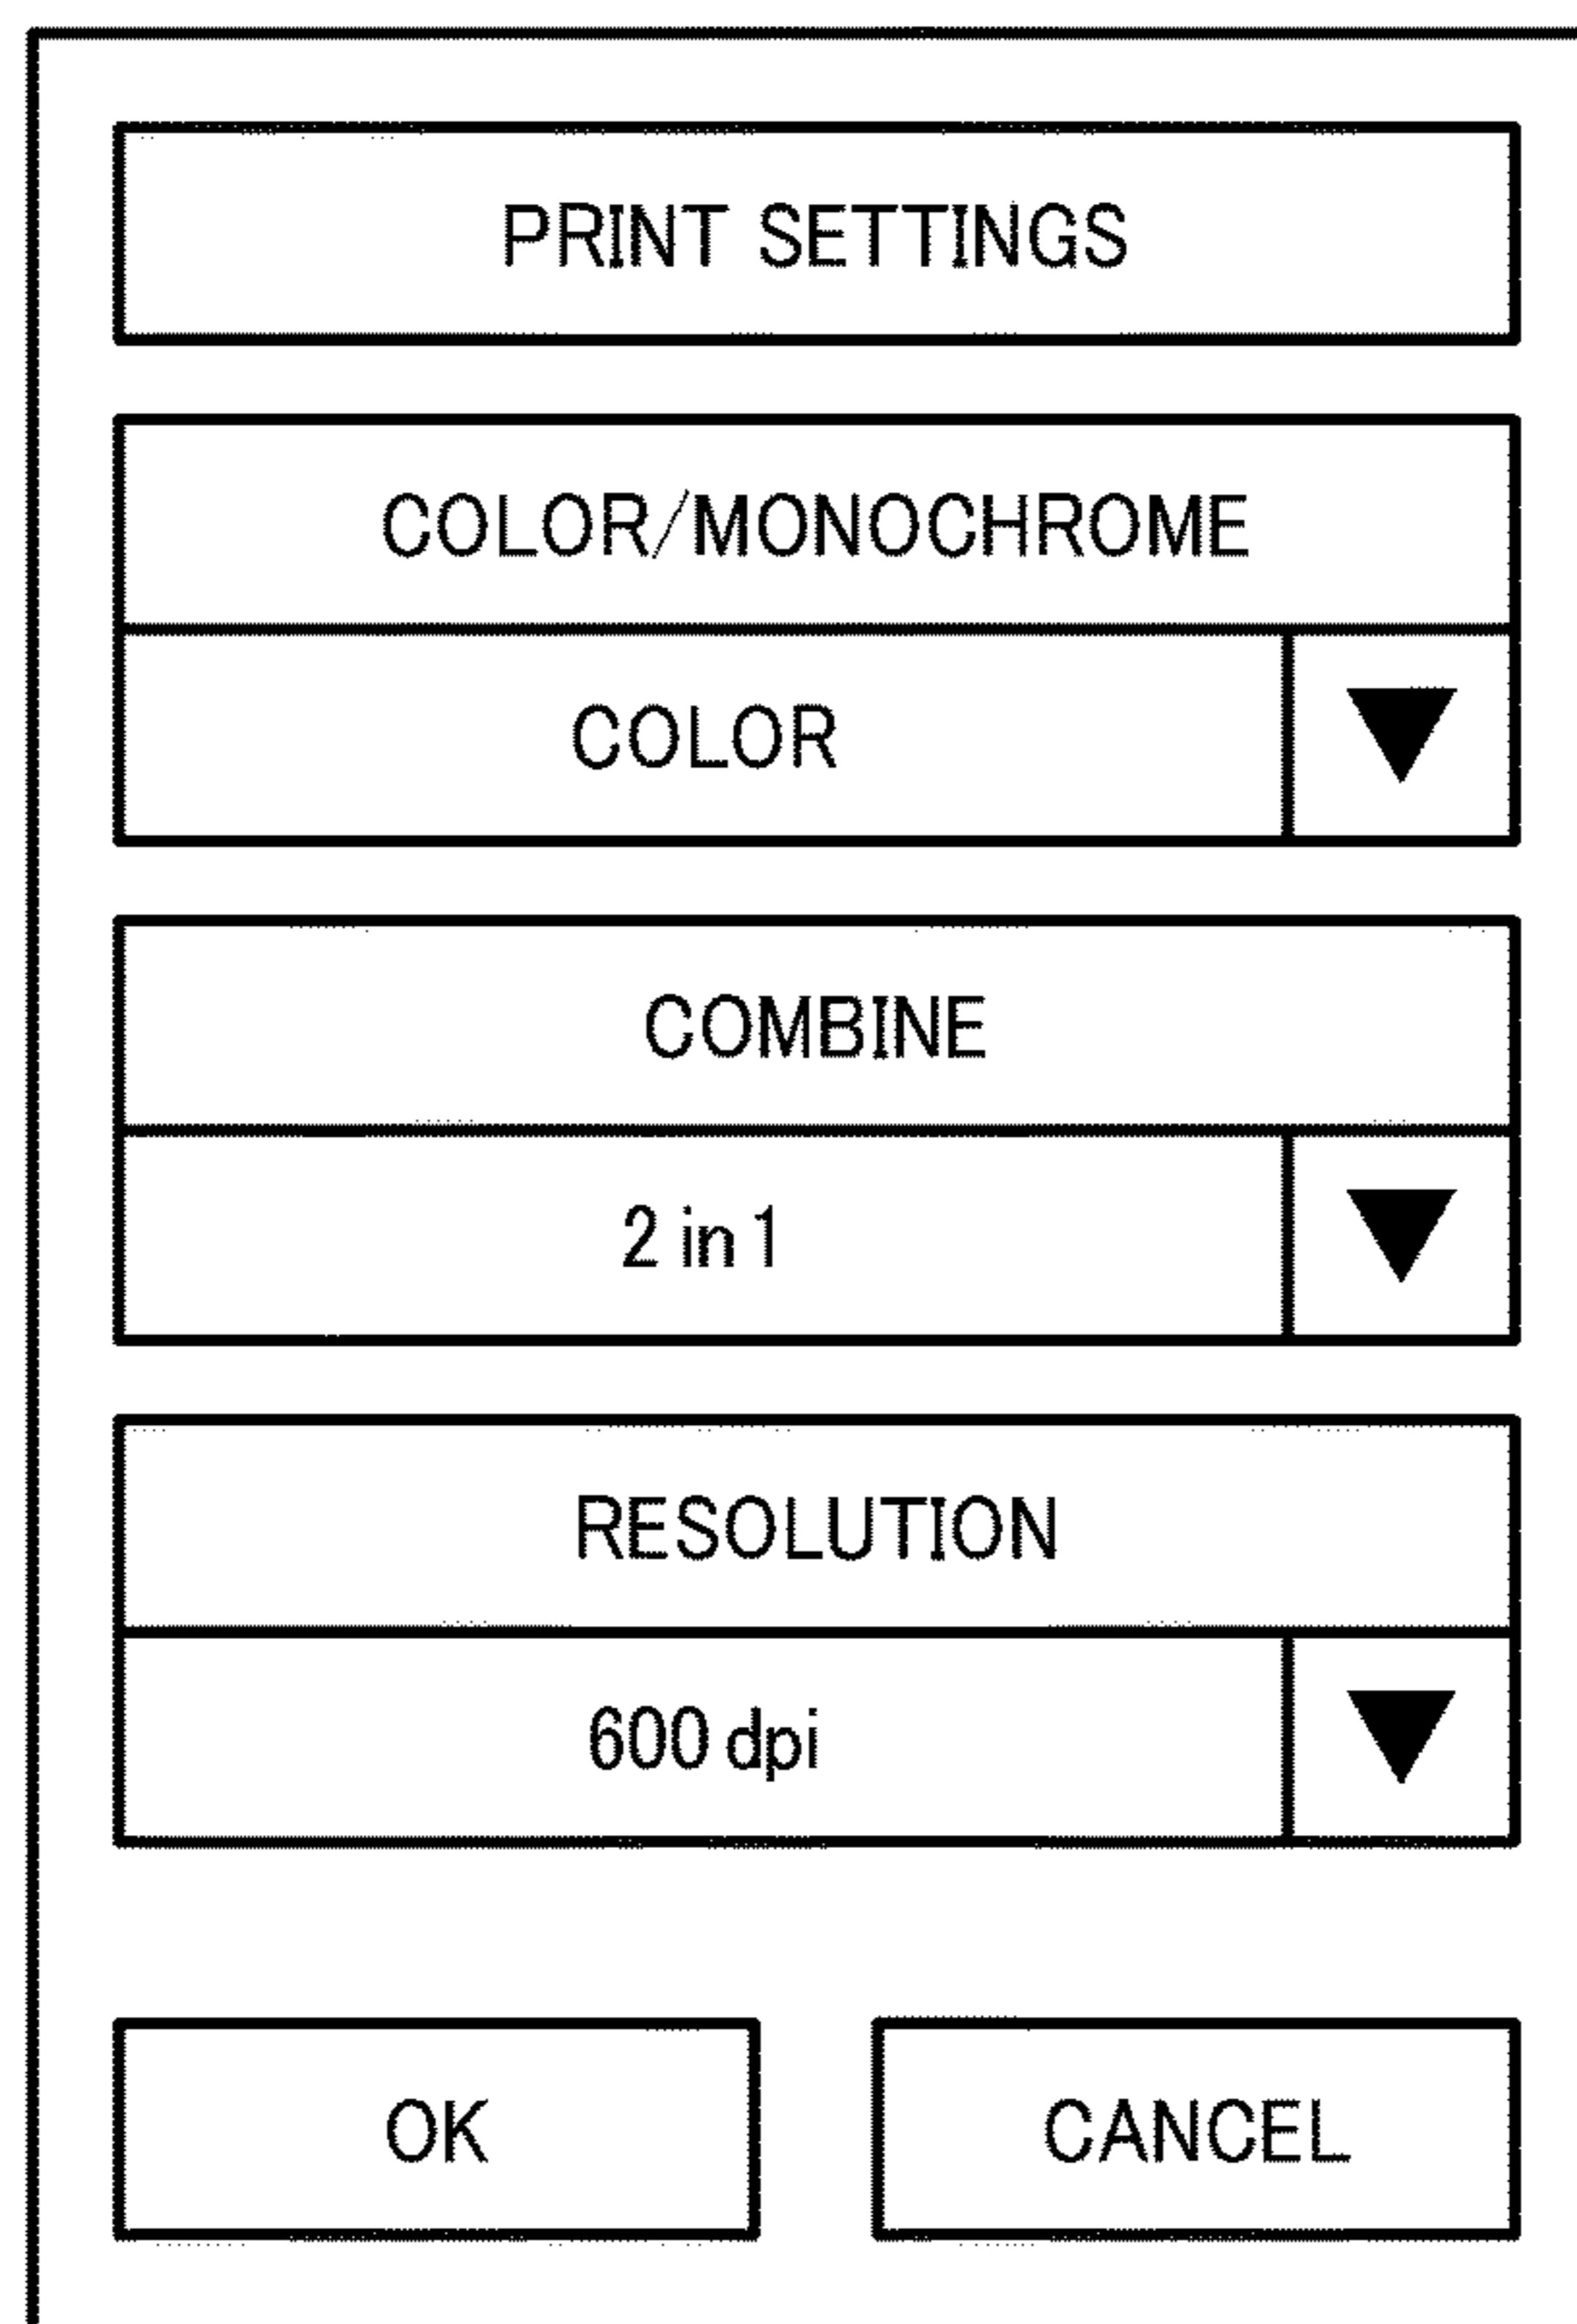 PRINT SETTINGS
COLOR/MONOCHROME
COLOR
COMBINE
2 in 1
RESOLUTION
600 dpi
OK
CANCEL